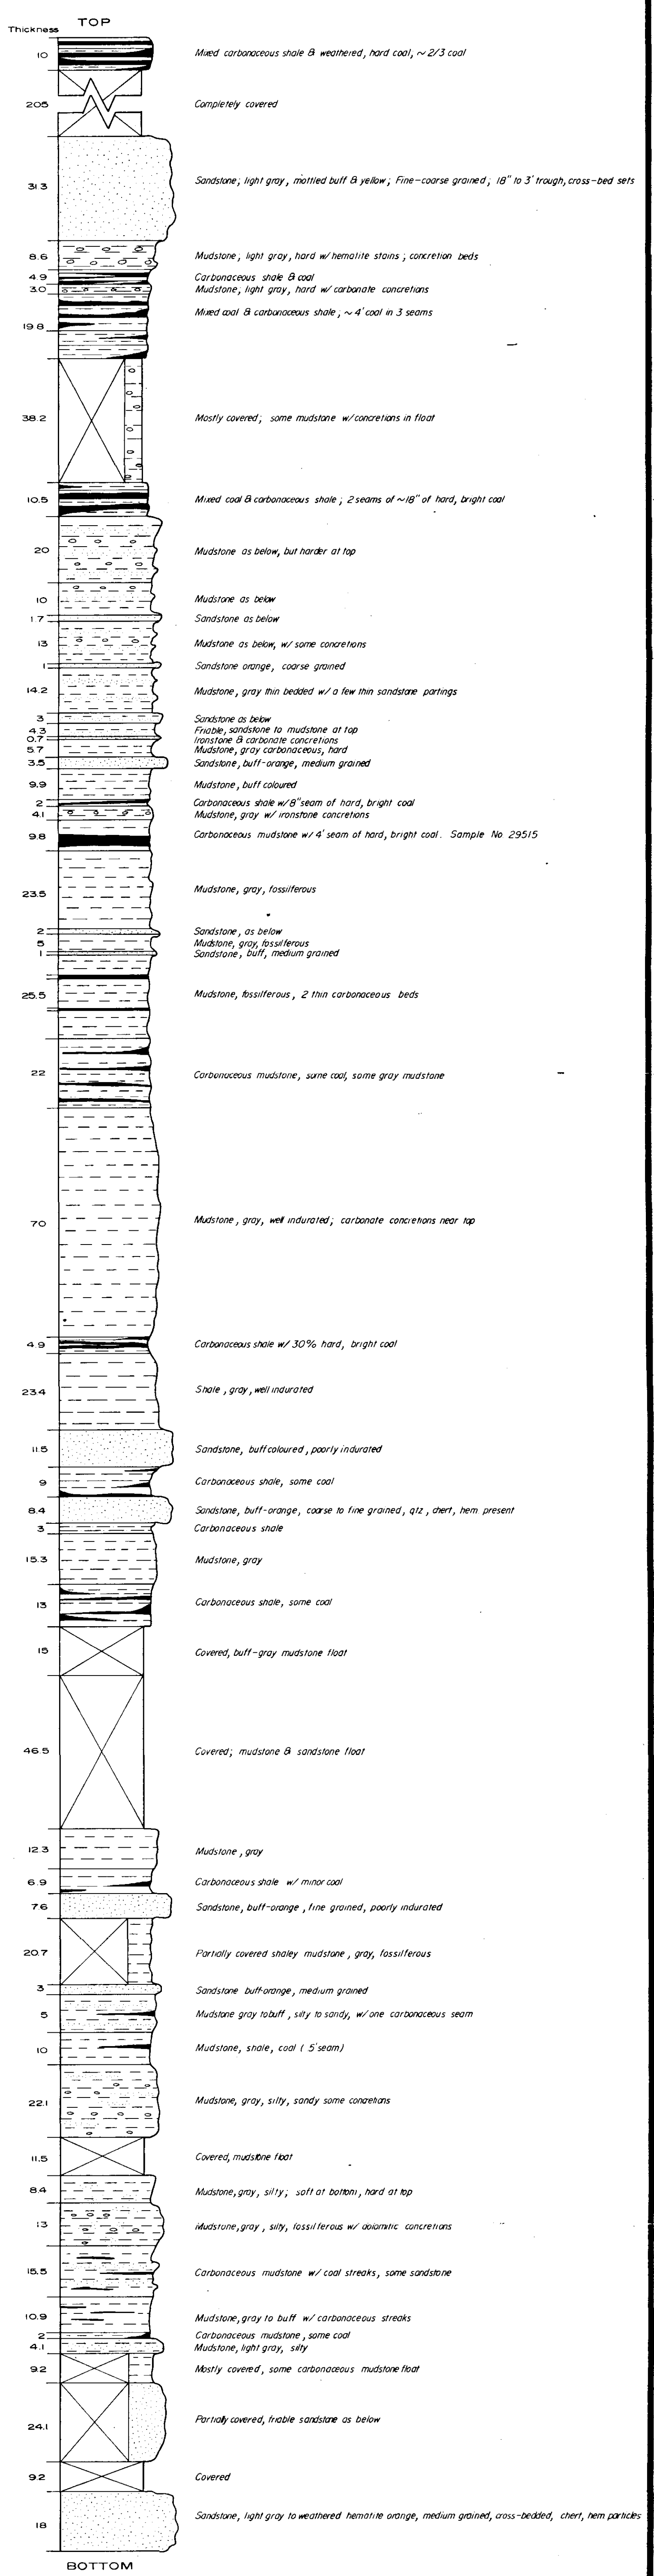 TOP
Thickness
10 Mixed carbonaceous shale & weathered, hard coal, ~2/3 coal
205 Completely covered
31.3 Sandstone; light gray, mottled buff & yellow; Fine-coarse grained; 18" to 3' trough, cross-bed sets
8.6 Mudstone; light gray, hard w/hematite stains; concretion beds
4.9 Carbonaceous shale & coal
3.0 Mudstone; light gray, hard w/ carbonate concretions
19.8 Mixed coal & carbonaceous shale; ~4' coal in 3 seams
38.2 Mostly covered; some mudstone w/concretions in float
10.5 Mixed coal & carbonaceous shale; 2 seams of ~18" of hard, bright coal
20 Mudstone as below, but harder at top
10 Mudstone as below
1.7 Sandstone as below
13 Mudstone as below, w/ some concretions
1 Sandstone orange, coarse grained
14.2 Mudstone, gray thin bedded w/ a few thin sandstone partings
3 Sandstone as below
4.3 Friable, sandstone to mudstone at top
0.7 Ironstone & carbonate concretions
5.7 Mudstone, gray carbonaceous, hard
3.5 Sandstone, buff-orange, medium grained
9.9 Mudstone, buff coloured
2 Carbonaceous shale w/8" seam of hard, bright coal
4.1 Mudstone, gray w/ ironstone concretions
9.8 Carbonaceous mudstone w/ 4' seam of hard, bright coal. Sample No 29515
23.5 Mudstone, gray, fossiliferous
2 Sandstone, as below
5 Mudstone, gray, fossilferous
1 Sandstone, buff, medium grained
25.5 Mudstone, fossilferous, 2 thin carbonaceous beds
22 Carbonaceous mudstone, some coal, some gray mudstone
70 Mudstone, gray, well indurated; carbonate concretions near top
4.9 Carbonaceous shale w/ 30% hard, bright coal
23.4 Shale, gray, well indurated
11.5 Sandstone, buff coloured, poorly indurated
9 Carbonaceous shale, some coal
8.4 Sandstone, buff-orange, coarse to fine grained, qtz, chert, hem. present
3 Carbonaceous shale
15.3 Mudstone, gray
13 Carbonaceous shale, some coal
15 Covered, buff-gray mudstone float
46.5 Covered; mudstone & sandstone float
12.3 Mudstone, gray
6.9 Carbonaceous shale w/ minor coal
7.6 Sandstone, buff-orange, fine grained, poorly indurated
20.7 Partially covered shaley mudstone, gray, fossilferous
3 Sandstone buff-orange, medium grained
5 Mudstone gray to buff, silty to sandy, w/one carbonaceous seam
10 Mudstone, shale, coal (5' seam)
22.1 Mudstone, gray, silty, sandy some concretions
11.5 Covered, mudstone float
8.4 Mudstone, gray, silty; soft at bottom, hard at top
13 Mudstone, gray, silty, fossilferous w/ dolomitic concretions
15.5 Carbonaceous mudstone w/ coal streaks, some sandstone
10.9 Mudstone, gray to buff w/ carbonaceous streaks
2 Carbonaceous mudstone, some coal
4.1 Mudstone, light gray, silty
9.2 Mostly covered, some carbonaceous mudstone float
24.1 Partially covered, friable sandstone as below
9.2 Covered
18 Sandstone, light gray to weathered hematite orange, medium grained, cross-bedded, chert, hem particles
BOTTOM